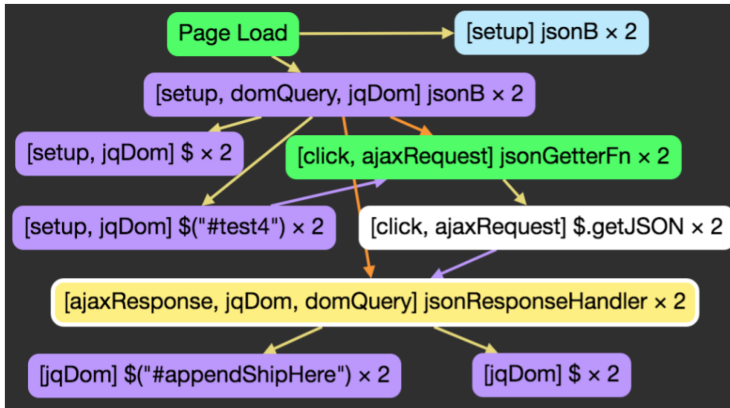 Page Load
[setup] jsonB × 2
[setup, domQuery, jqDom] jsonB × 2
[setup, jqDom] $ × 2
[click, ajaxRequest] jsonGetterFn × 2
[setup, jqDom] $("#test4") × 2
[click, ajaxRequest] $.getJSON × 2
[ajaxResponse, jqDom, domQuery] jsonResponseHandler × 2
[jqDom] $("#appendShipHere") × 2
[jqDom] $ × 2